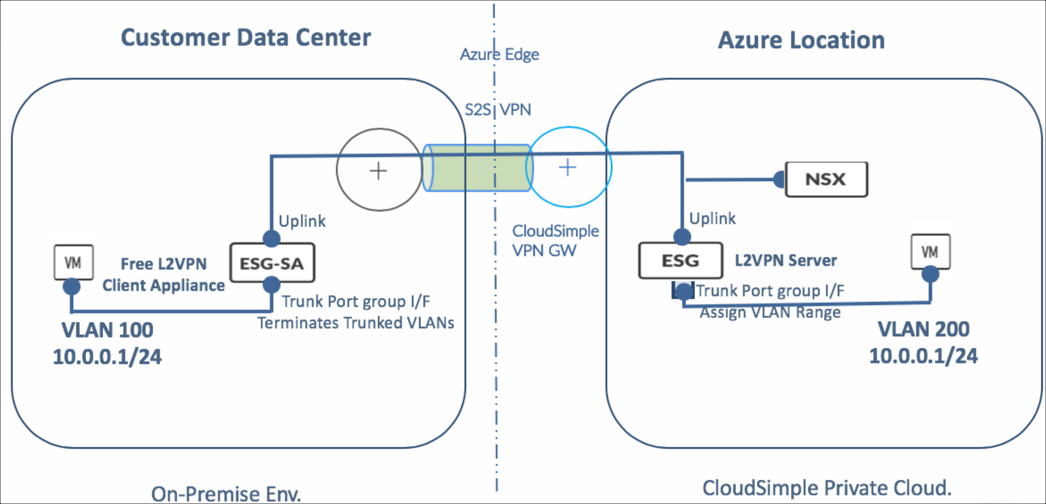 Customer Data Center
Azure Location
Azure Edge
S2S VPN
NSX
Uplink
Uplink
CloudSimple
VPN GW
VM
Free L2VPN
Client Appliance
ESG-SA
ESG
L2VPN Server
VM
Trunk Port group I/F
Terminates Trunked VLANs
Trunk Port group I/F
Assign VLAN Range
VLAN 100
10.0.0.1/24
VLAN 200
10.0.0.1/24
On-Premise Env.
CloudSimple Private Cloud.